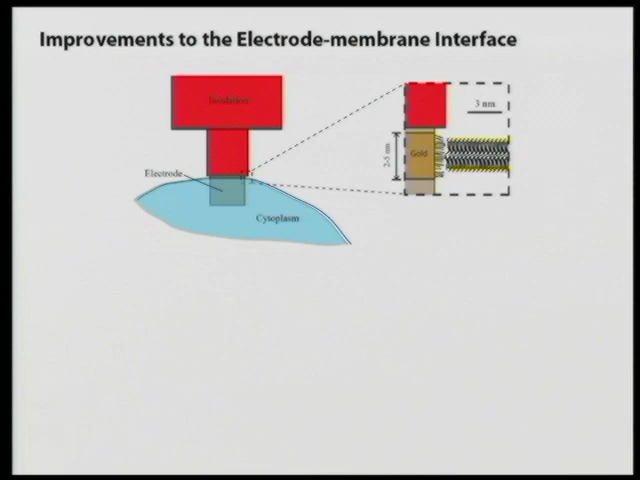 Improvements to the Electrode-membrane Interface
Insulation
3 nm
2-5 nm
Gold
Electrode
Cytoplasm